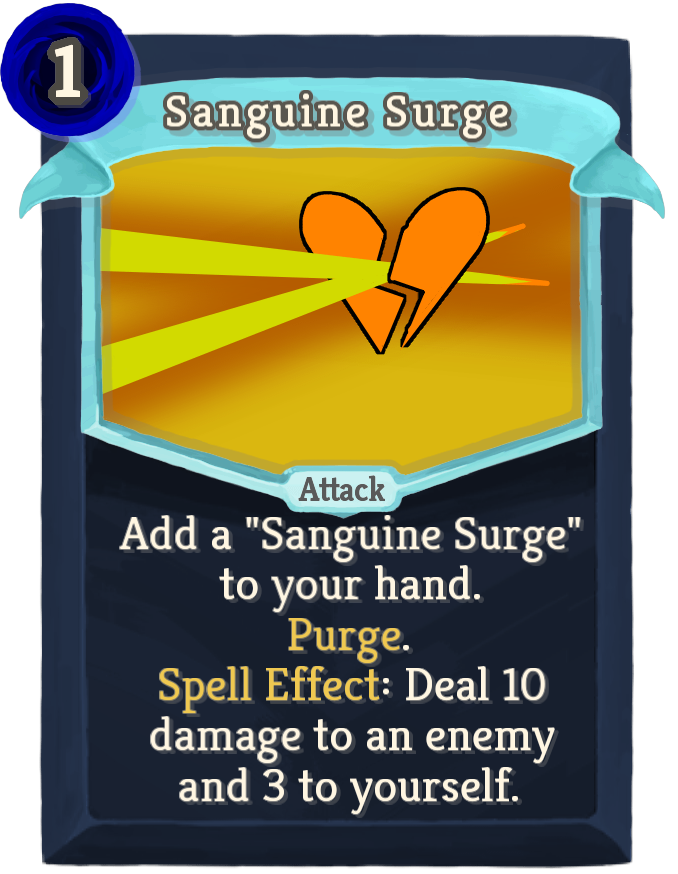 1
Sanguine Surge
Attack
Add a "Sanguine Surge"
to your hand.
Purge.
Spell Effect: Deal 10
damage to an enemy
and 3 to yourself.